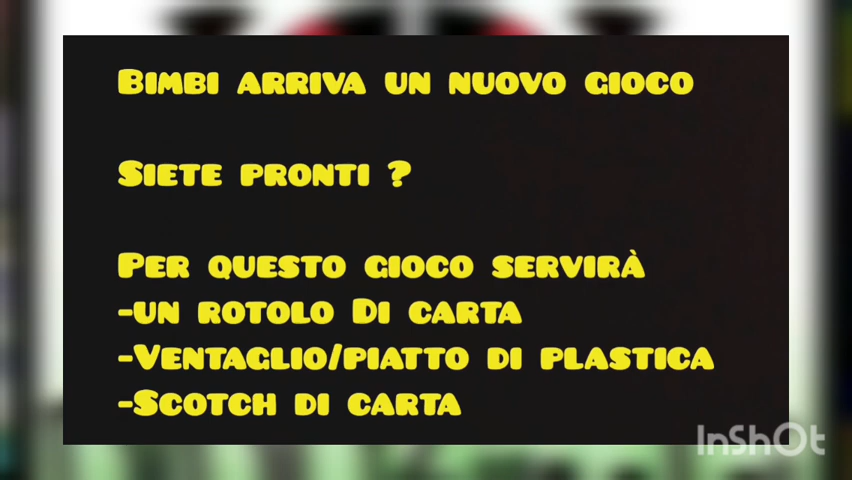 Bimbi arriva un nuovo gioco
Siete pronti ?
Per questo gioco servirà
-un rotolo Di carta
-Ventaglio/piatto di plastica
-Scotch di carta
InShOt